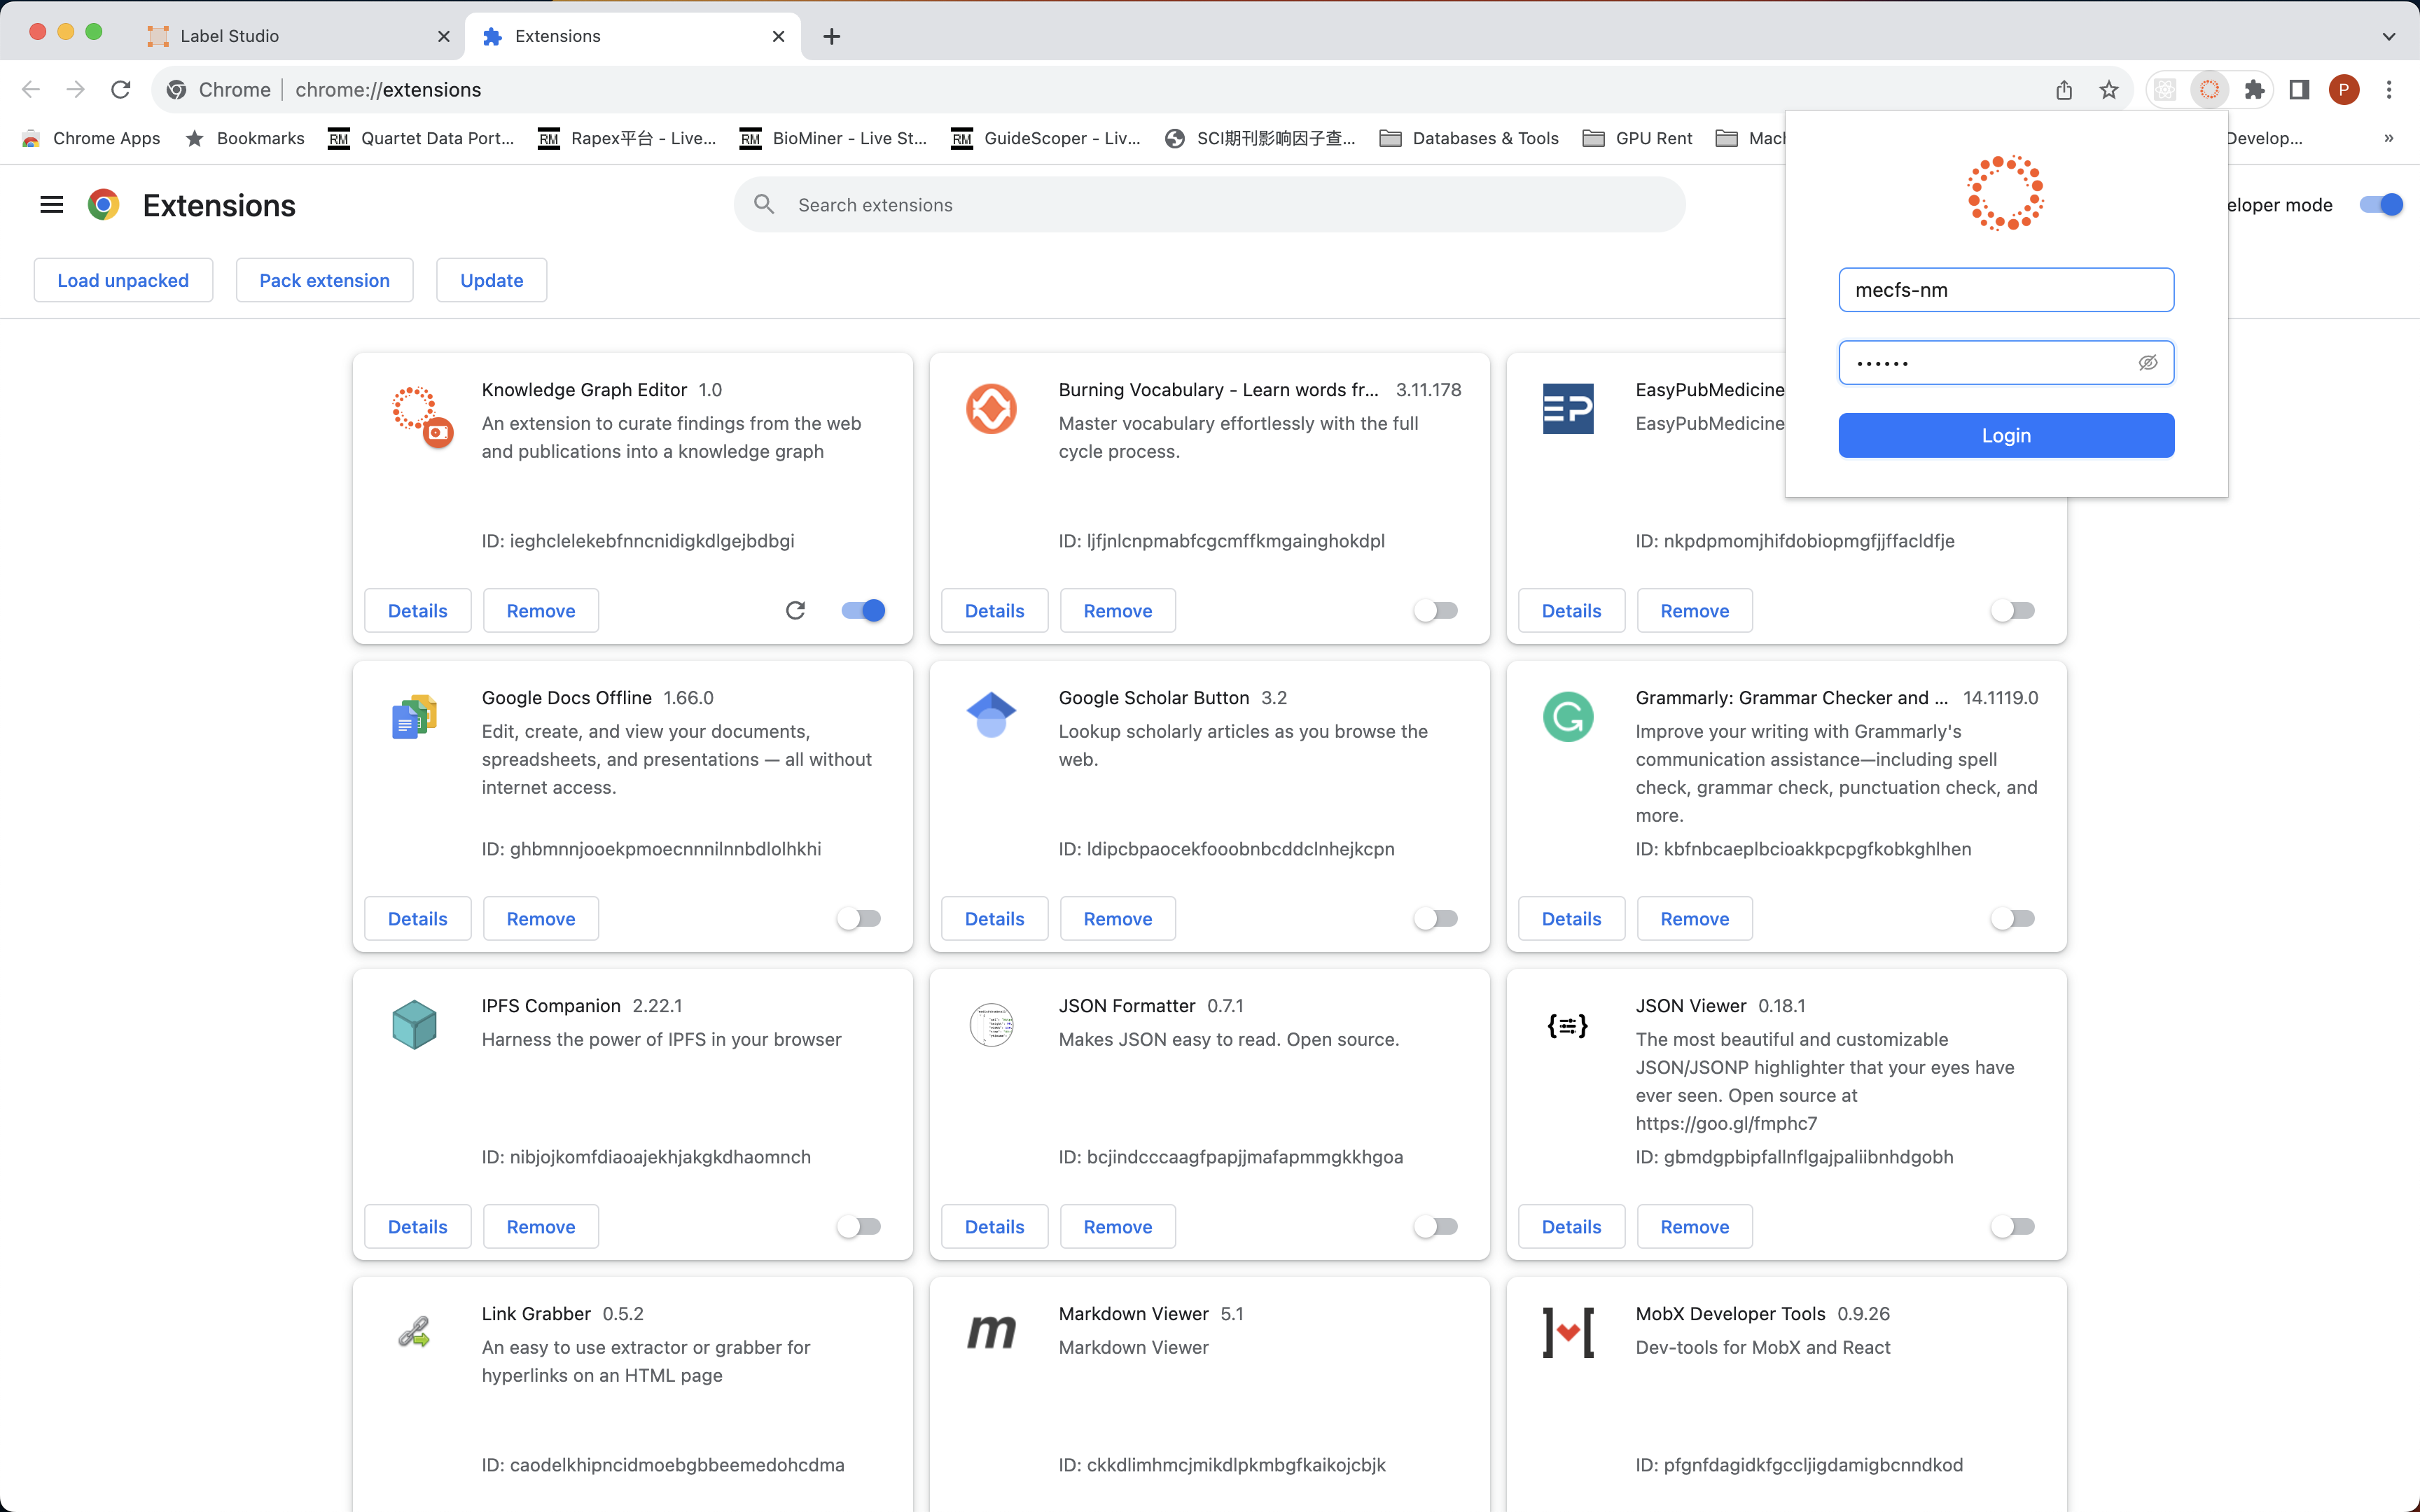 Label Studio
Extensions
Chrome | chrome://extensions
P
Chrome Apps
Bookmarks
RM Quartet Data Port...
RM Rapex平台 - Live...
RM BioMiner - Live St...
RM GuideScoper - Liv...
SCI期刊影响因子查...
Databases & Tools
GPU Rent
Mach
Develop...
»
Extensions
Search extensions
eloper mode
Load unpacked
Pack extension
Update
mecfs-nm
Login
Knowledge Graph Editor 1.0
An extension to curate findings from the web
and publications into a knowledge graph
ID: ieghclelekebfnncnidigkdlgejbdbgi
Details
Remove
Burning Vocabulary - Learn words fr... 3.11.178
Master vocabulary effortlessly with the full
cycle process.
ID: ljfjnlcnpmabfcgcmffkmgainghokdpl
Details
Remove
EP
EasyPubMedicine
EasyPubMedicine
ID: nkpdpmomjhifdobiopmgfjjffacldfje
Details
Remove
Google Docs Offline 1.66.0
Edit, create, and view your documents,
spreadsheets, and presentations — all without
internet access.
ID: ghbmnnjooekpmoecnnnilnnbdlolhkhi
Details
Remove
Google Scholar Button 3.2
Lookup scholarly articles as you browse the
web.
ID: ldipcbpaocekfooobnbcddclnhejkcpn
Details
Remove
Grammarly: Grammar Checker and ... 14.1119.0
Improve your writing with Grammarly's
communication assistance—including spell
check, grammar check, punctuation check, and
more.
ID: kbfnbcaeplbcioakkpcpgfkobkghlhen
Details
Remove
IPFS Companion 2.22.1
Harness the power of IPFS in your browser
ID: nibjojkomfdiaoajekhjakgkdhaomnch
Details
Remove
JSON Formatter 0.7.1
Makes JSON easy to read. Open source.
ID: bcjindcccaagfpapjjmafapmmgkkhgoa
Details
Remove
JSON Viewer 0.18.1
The most beautiful and customizable
JSON/JSONP highlighter that your eyes have
ever seen. Open source at
https://goo.gl/fmphc7
ID: gbmdgpbipfallnflgajpaliibnhdgobh
Details
Remove
Link Grabber 0.5.2
An easy to use extractor or grabber for
hyperlinks on an HTML page
ID: caodelkhipncidmoebgbbeemedohcdma
m
Markdown Viewer 5.1
Markdown Viewer
ID: ckkdlimhmcjmikdlpkmbgfkaikojcbjk
MobX Developer Tools 0.9.26
Dev-tools for MobX and React
ID: pfgnfdagidkfgccljigdamigbcnndkod